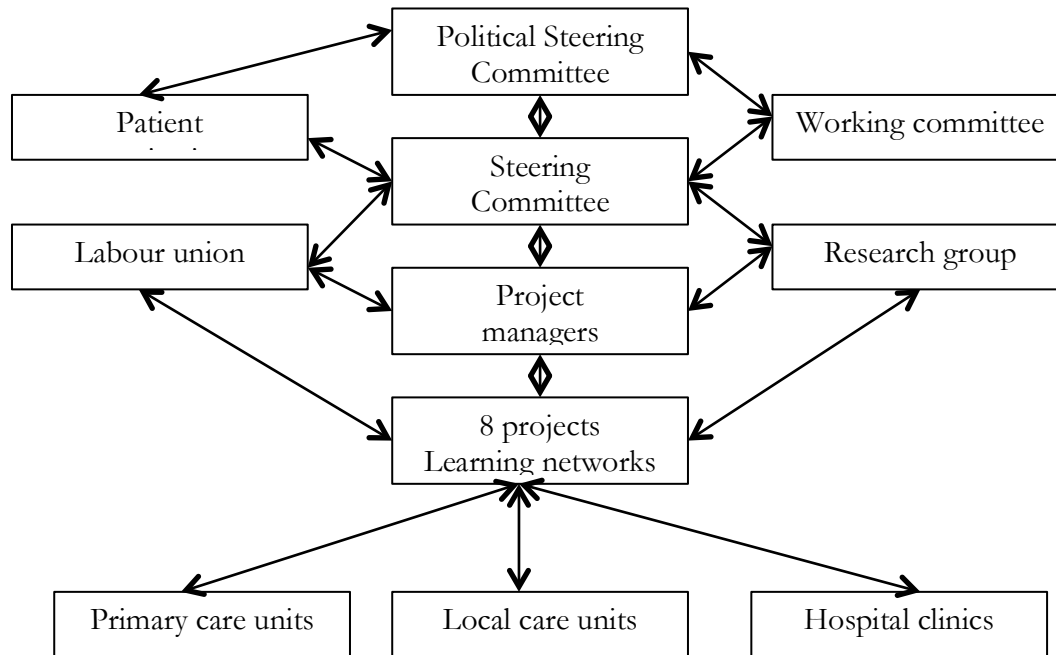 Political Steering
Committee
Patient
Working committee
Steering
Committee
Labour union
Research group
Project
managers
8 projects
Learning networks
Primary care units
Local care units
Hospital clinics